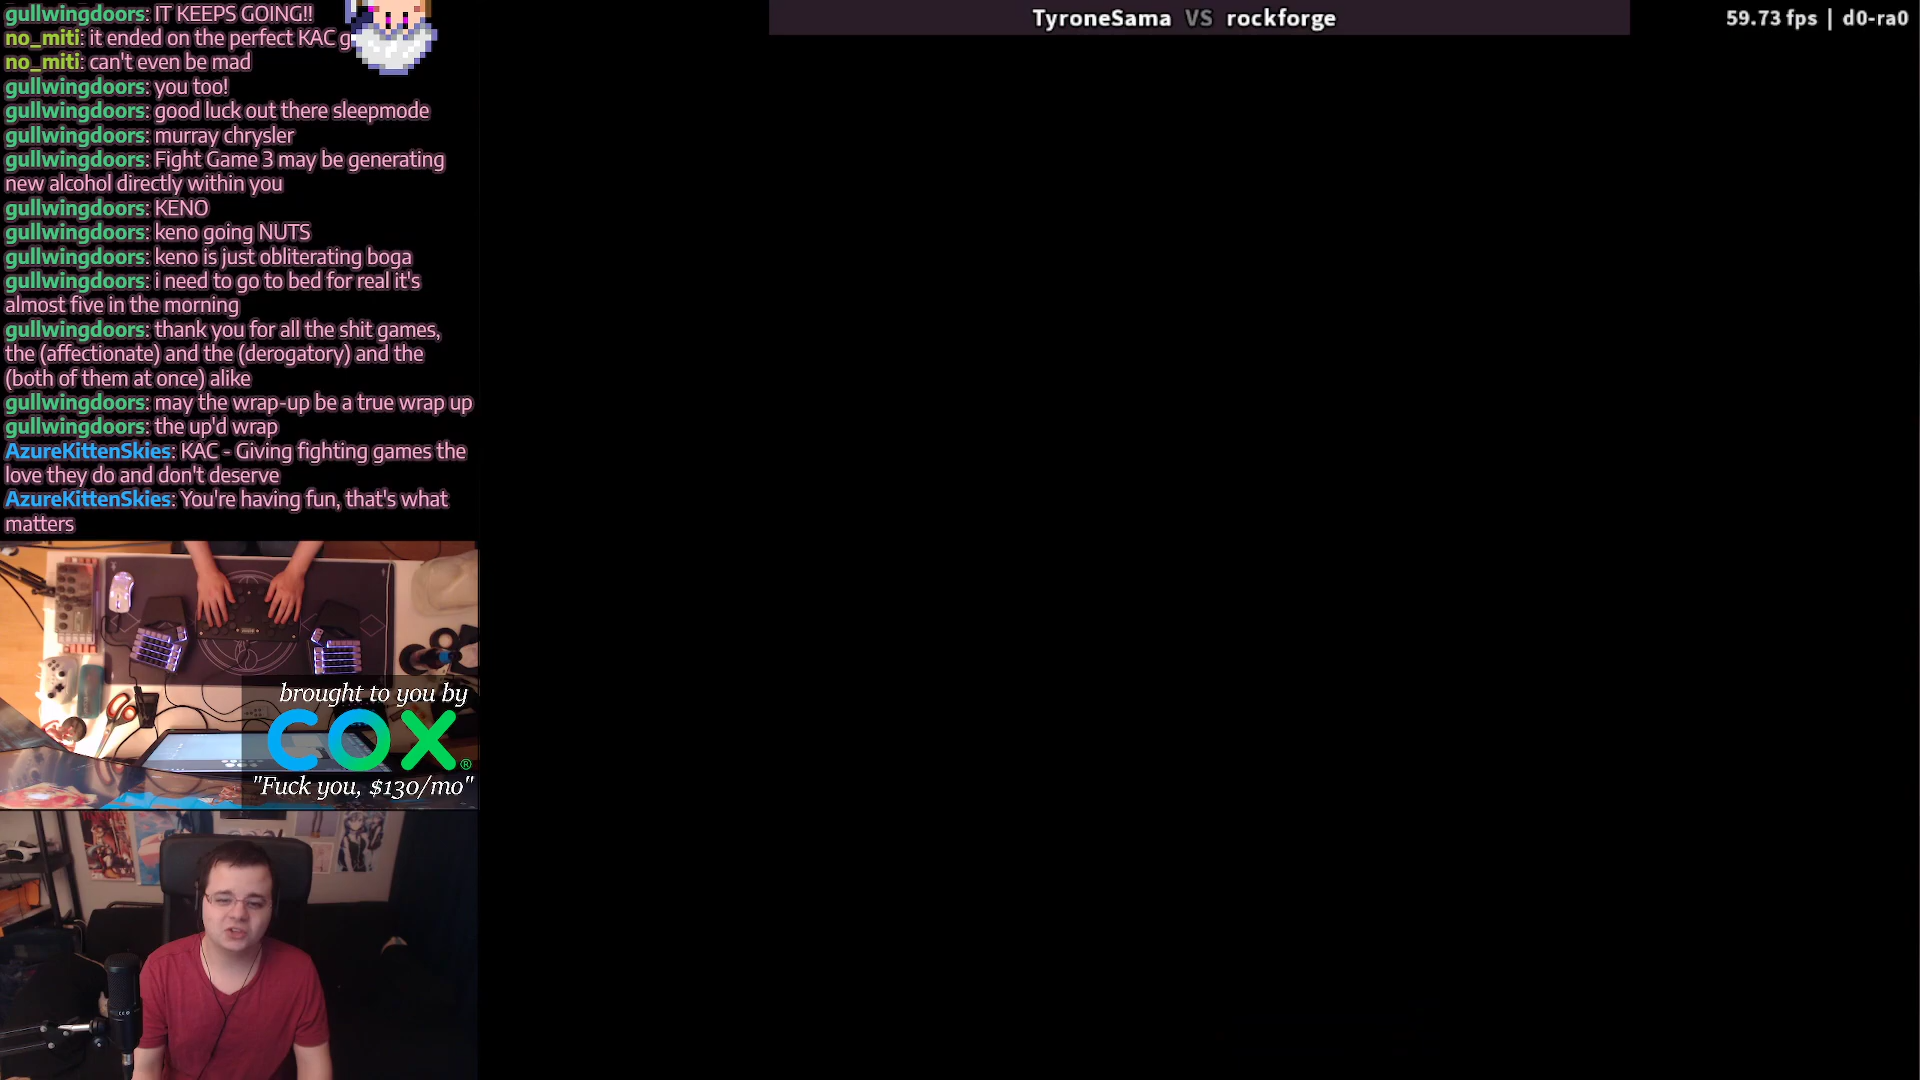 gullwingdoors: IT KEEPS GOING!!
no_miti: it ended on the perfect KAC g
no_miti: can't even be mad
gullwingdoors: you too!
gullwingdoors: good luck out there sleepmode
gullwingdoors: murray chrysler
gullwingdoors: Fight Game 3 may be generating
new alcohol directly within you
gullwingdoors: KENO
gullwingdoors: keno going NUTS
gullwingdoors: keno is just obliterating boga
gullwingdoors: i need to go to bed for real it's
almost five in the morning
gullwingdoors: thank you for all the shit games,
the (affectionate) and the (derogatory) and the
(both of them at once) alike
gullwingdoors: may the wrap-up be a true wrap up
gullwingdoors: the up'd wrap
AzureKittenSkies: KAC - Giving fighting games the
love they do and don't deserve
AzureKittenSkies: You're having fun, that's what
matters
TyroneSama VS rockforge
59.73 fps | d0-ra0
brought to you by
COX®
"Fuck you, $130/mo"